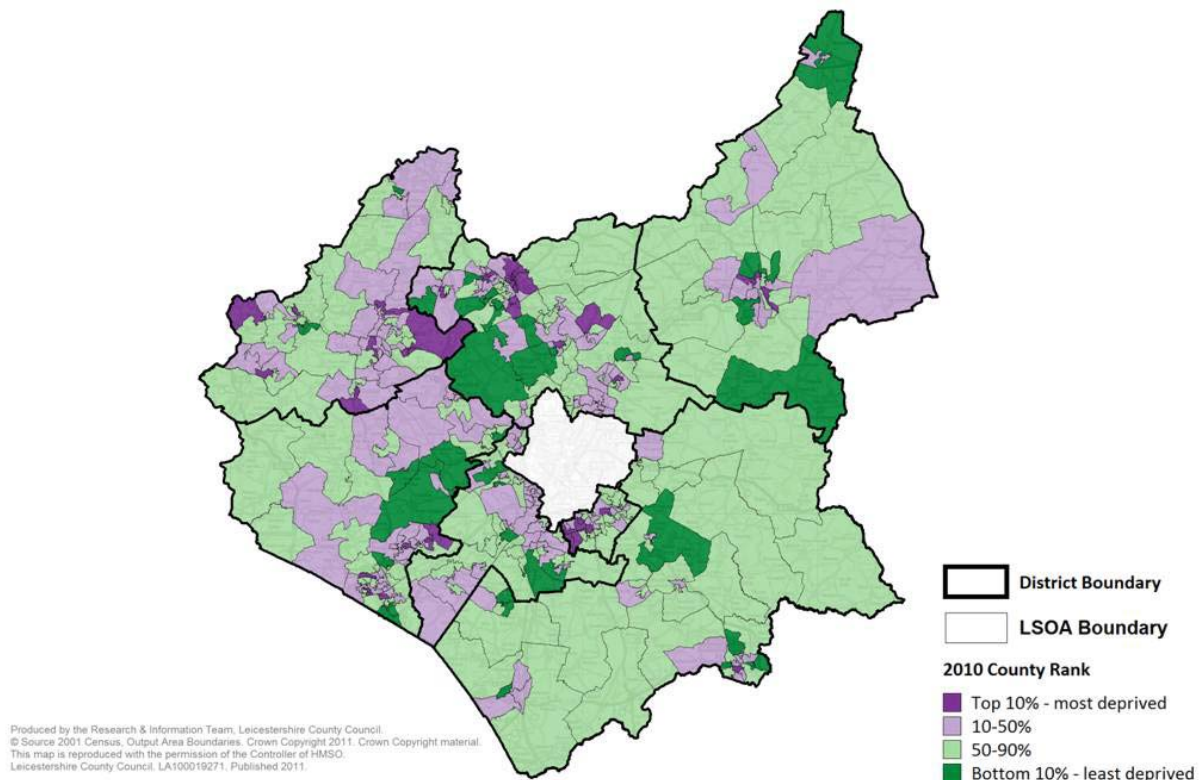 District Boundary
LSOA Boundary
2010 County Rank
Top 10% - most deprived
10-50%
50-90%
Bottom 10% - least deprived
Produced by the Research & Information Team, Leicestershire County Council.
© Source 2001 Census, Output Area Boundaries. Crown Copyright 2011. Crown Copyright material.
This map is reproduced with the permission of the Controller of HMSO.
Leicestershire County Council. LA100019271. Published 2011.